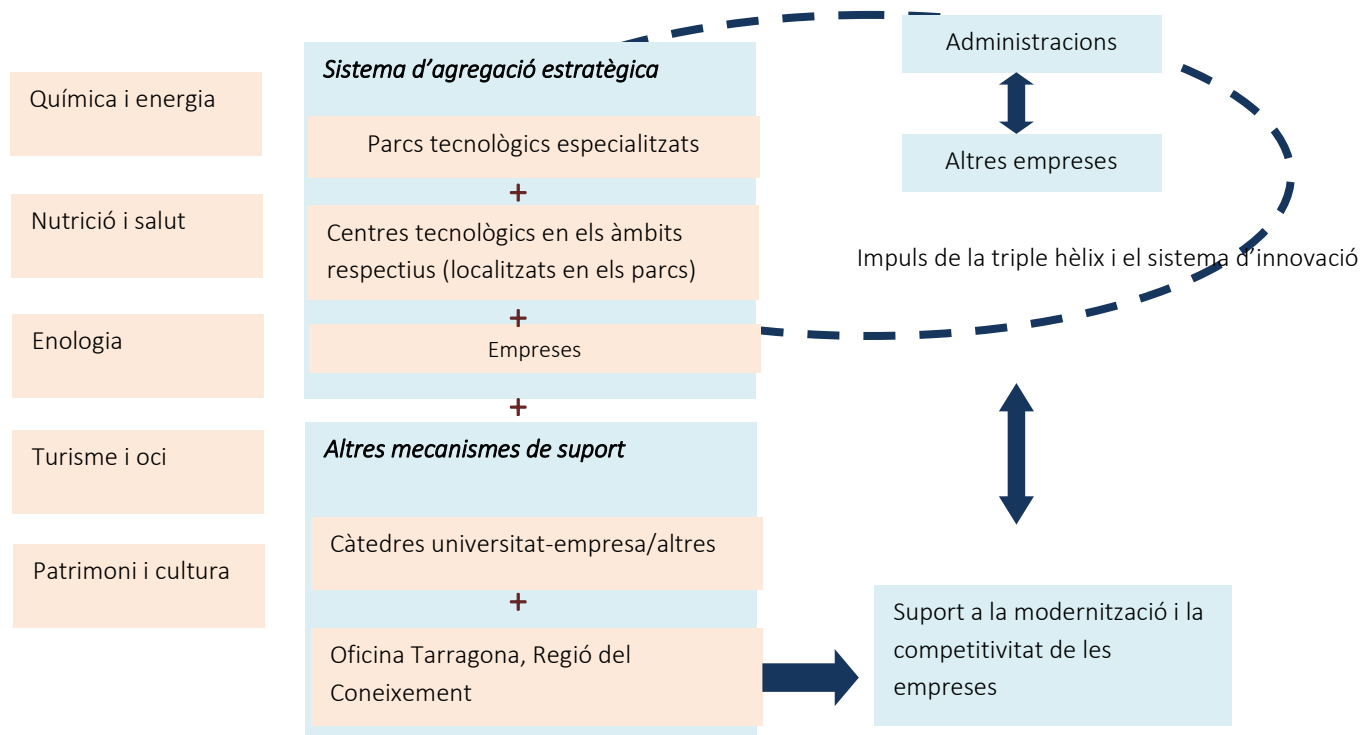 Química i energia
Nutrició i salut
Enologia
Turisme i oci
Patrimoni i cultura
Sistema d'agregació estratègica
Parcs tecnològics especialitzats
+
Centres tecnològics en els àmbits
respectius (localitzats en els parcs)
+
Empreses
+
Altres mecanismes de suport
Càtedres universitat-empresa/altres
+
Oficina Tarragona, Regió del
Coneixement
Administracions
Altres empreses
Impuls de la triple hèlix i el sistema d'innovació
Suport a la modernització i la
competitivitat de les
empreses